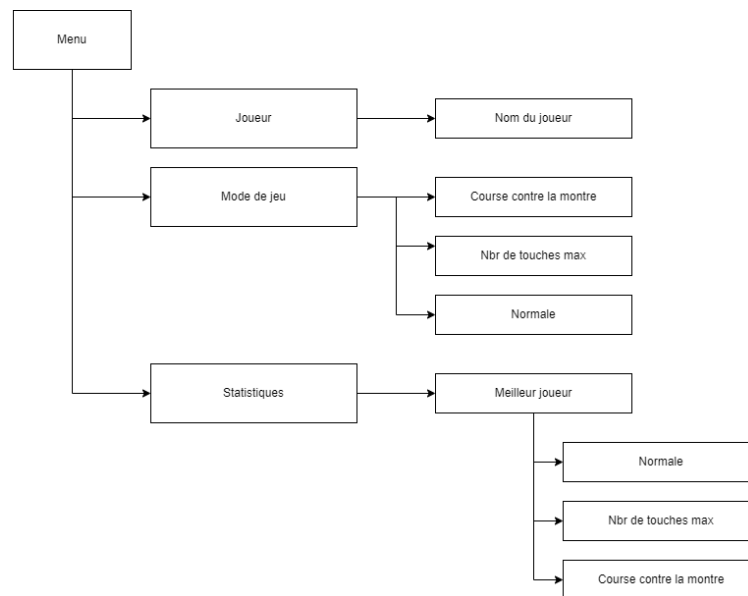 Menu
Joueur
Nom du joueur
Mode de jeu
Course contre la montre
Nbr de touches max
Normale
Statistiques
Meilleur joueur
Normale
Nbr de touches max
Course contre la montre